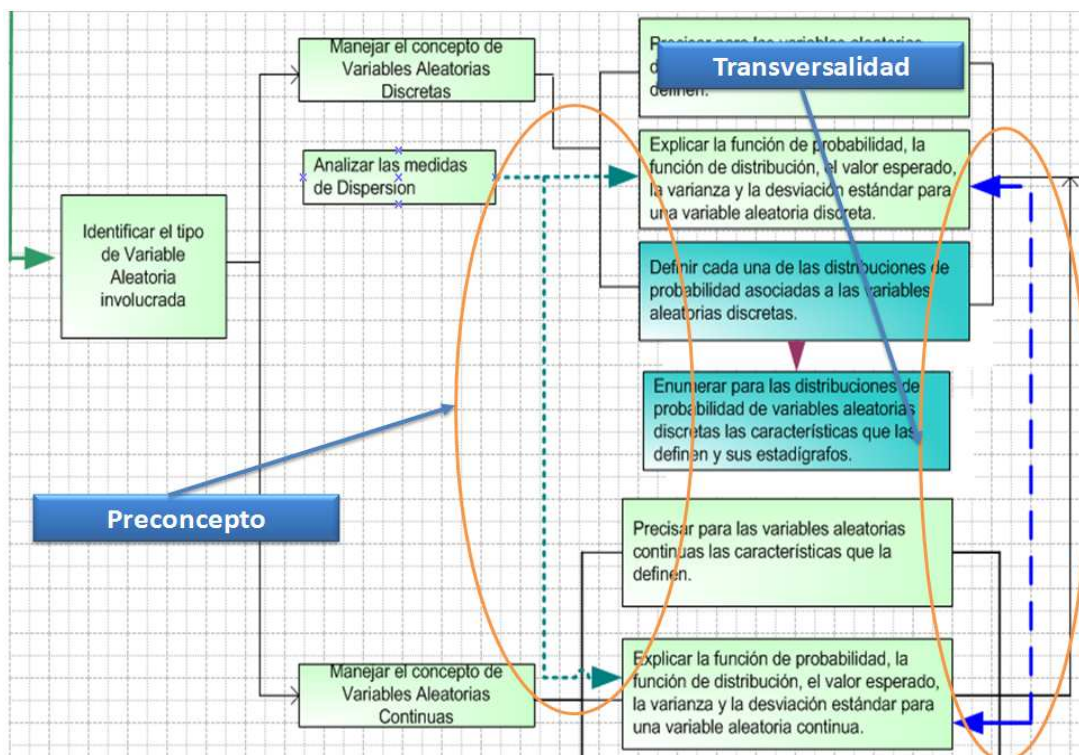 Manejar el concepto de
Variables Aleatorias
Discretas
Transversalidad
definen.
Analizar las medidas
de Dispersion
Explicar la función de probabilidad, la
función de distribución, el valor esperado,
la varianza y la desviación estándar para
una variable aleatoria discreta.
Identificar el tipo
de Variable
Aleatoria
involucrada
Definir cada una de las distribuciones de
probabilidad asociadas a las variables
aleatorias discretas.
Enumerar para las distribuciones de
probabilidad de variables aleatorias
discretas las características que las
definen y sus estadígrafos.
Preconcepto
Precisar para las variables aleatorias
continuas las características que la
definen.
Manejar el concepto de
Variables Aleatorias
Continuas
Explicar la función de probabilidad, la
función de distribución, el valor esperado,
la varianza y la desviación estándar para
una variable aleatoria continua.